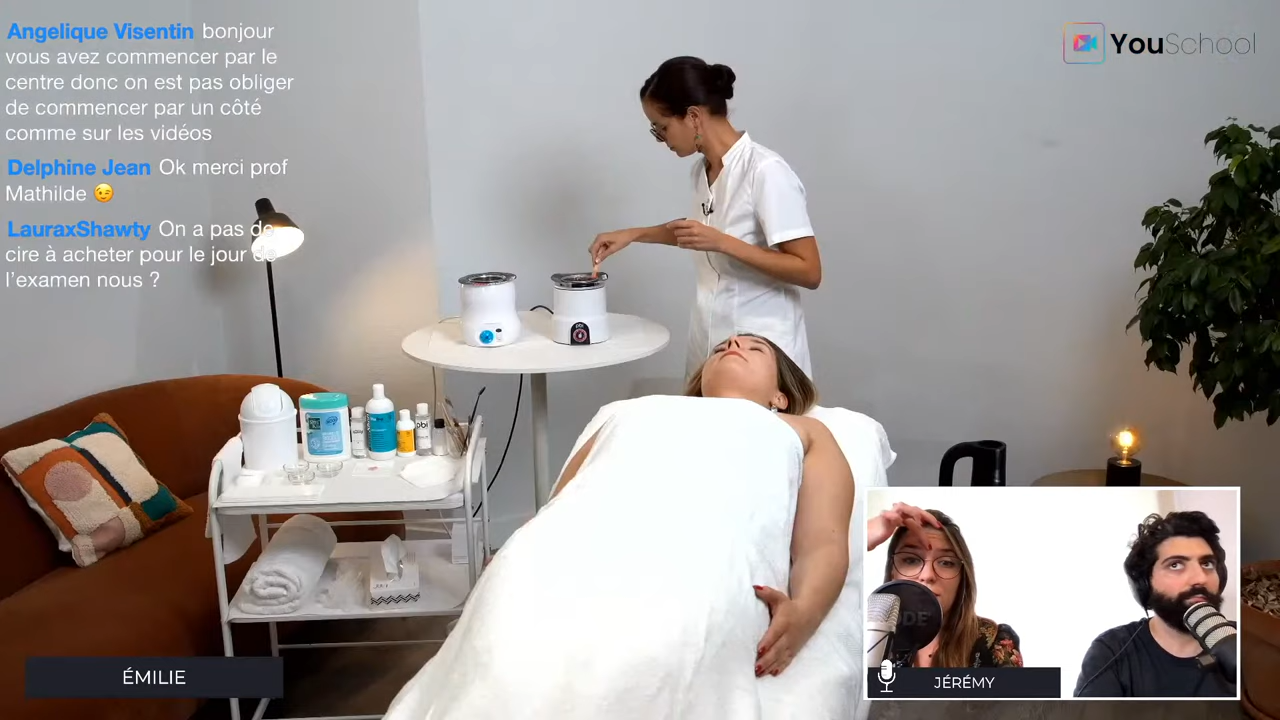 Angelique Visentin bonjour
vous avez commencer par le
centre donc on est pas obliger
de commencer par un côté
comme sur les vidéos
Delphine Jean Ok merci prof
Mathilde 😉
LauraxShawty On a pas de
cire à acheter pour le jour de
l'examen nous ?
YouSchool
pbi
RODE
ÉMILIE
JÉRÉMY